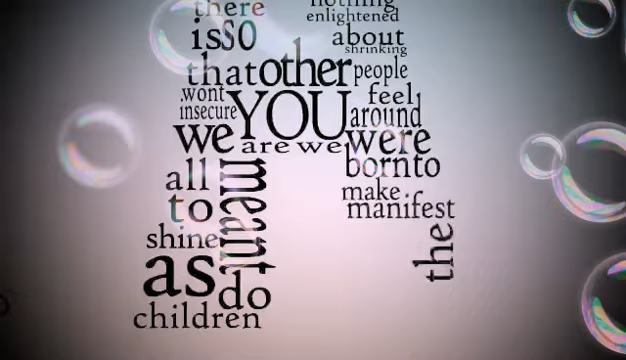 there nothing
enlightened
is so about
shrinking
that other people
.wont YOU feel
insecure around
we are we were
all meant born to
to make
manifest
shine the
as do
children